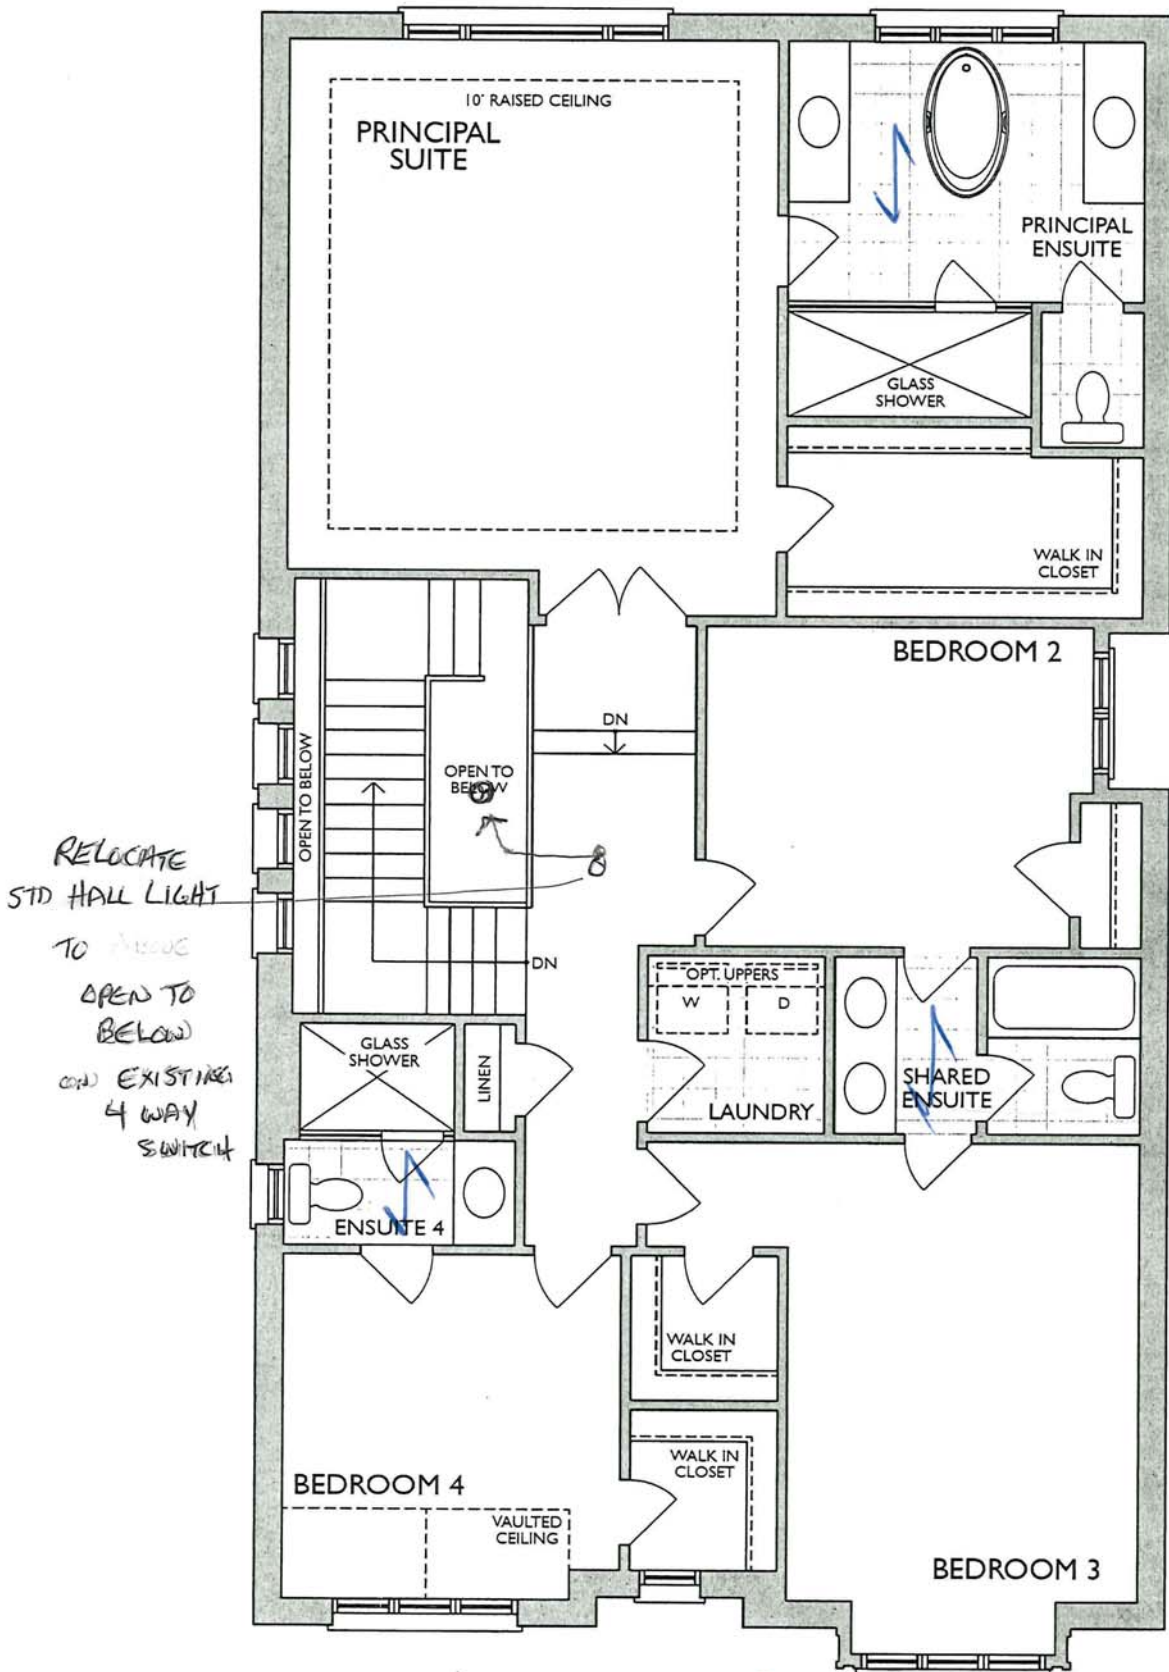 10' RAISED CEILING
PRINCIPAL
SUITE
PRINCIPAL
ENSUITE
GLASS
SHOWER
WALK IN
CLOSET
BEDROOM 2
DN
OPEN TO BELOW
OPEN TO
BELOW
RELOCATE
STD HALL LIGHT
TO
OPEN TO
BELOW
ON EXISTING
4 WAY
SWITCH
DN
OPT. UPPERS
W
D
GLASS
SHOWER
LINEN
LAUNDRY
SHARED
ENSUITE
ENSUITE 4
WALK IN
CLOSET
WALK IN
CLOSET
BEDROOM 4
VAULTED
CEILING
BEDROOM 3